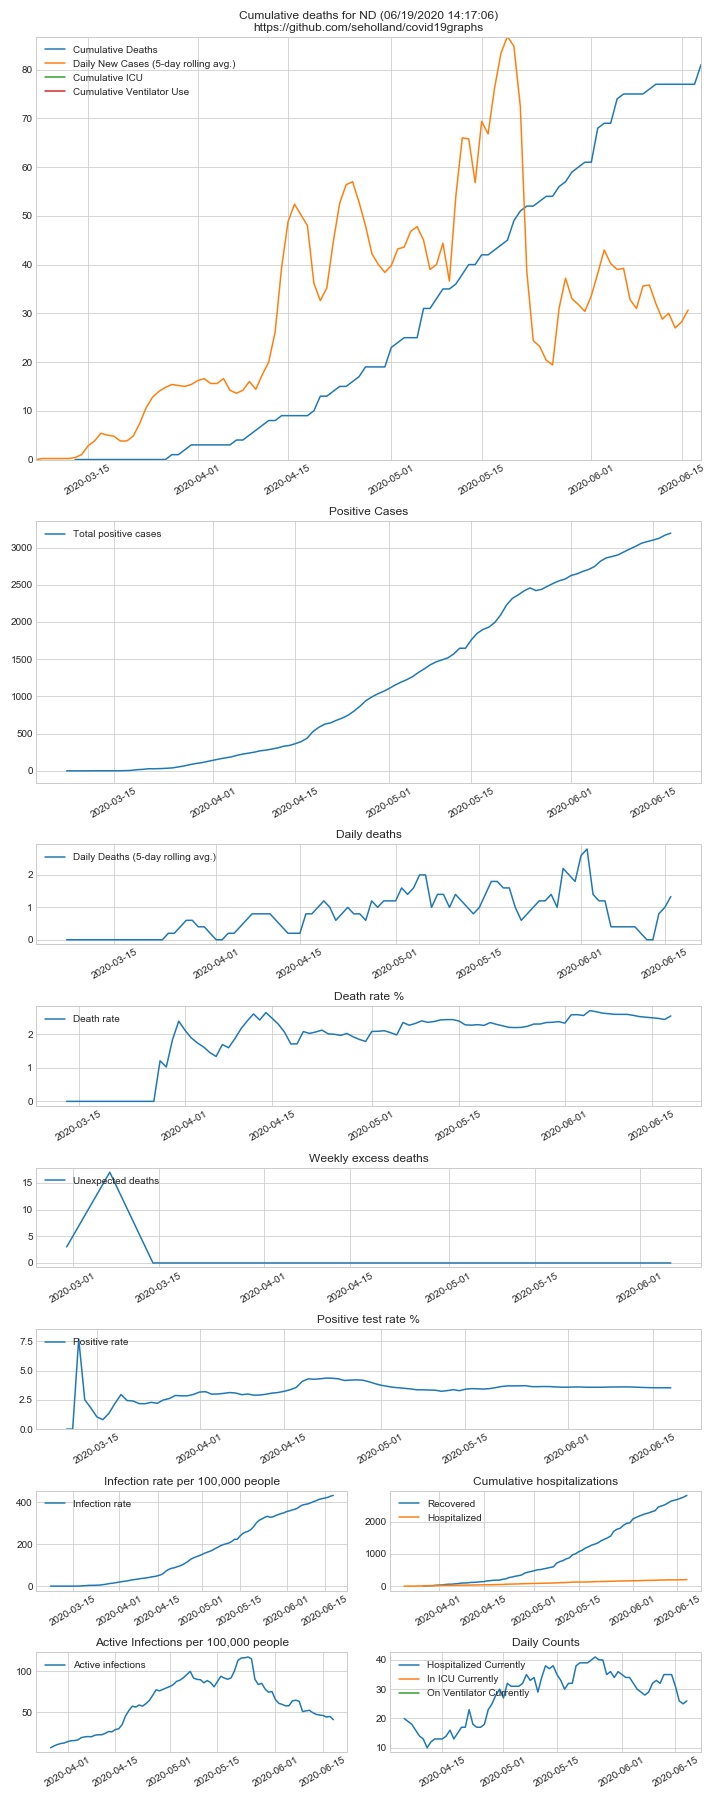 Cumulative deaths for ND (06/19/2020 14:17:06)
https://github.com/seholland/covid19graphs
Cumulative Deaths
Daily New Cases (5-day rolling avg.)
Cumulative ICU
Cumulative Ventilator Use
80
70
60
50
40
30
20
10
0
2020-03-15 2020-04-01 2020-04-15 2020-05-01 2020-05-15 2020-06-01 2020-06-15
Positive Cases
Total positive cases
3000
2500
2000
1500
1000
500
0
2020-03-15 2020-04-01 2020-04-15 2020-05-01 2020-05-15 2020-06-01 2020-06-15
Daily deaths
Daily Deaths (5-day rolling avg.)
2
1
0
2020-03-15 2020-04-01 2020-04-15 2020-05-01 2020-05-15 2020-06-01 2020-06-15
Death rate %
Death rate
2
1
0
2020-03-15 2020-04-01 2020-04-15 2020-05-01 2020-05-15 2020-06-01 2020-06-15
Weekly excess deaths
Unexpected deaths
15
10
5
0
2020-03-01 2020-03-15 2020-04-01 2020-04-15 2020-05-01 2020-05-15 2020-06-01
Positive test rate %
Positive rate
7.5
5.0
2.5
0.0
2020-03-15 2020-04-01 2020-04-15 2020-05-01 2020-05-15 2020-06-01 2020-06-15
Infection rate per 100,000 people
Infection rate
400
200
0
2020-03-15 2020-04-01 2020-04-15 2020-05-01 2020-05-15 2020-06-01 2020-06-15
Cumulative hospitalizations
Recovered
Hospitalized
2000
1000
0
2020-04-01 2020-04-15 2020-05-01 2020-05-15 2020-06-01 2020-06-15
Active Infections per 100,000 people
Active infections
100
50
2020-04-01 2020-04-15 2020-05-01 2020-05-15 2020-06-01 2020-06-15
Daily Counts
Hospitalized Currently
In ICU Currently
On Ventilator Currently
40
30
20
10
2020-04-15 2020-05-01 2020-05-15 2020-06-01 2020-06-15